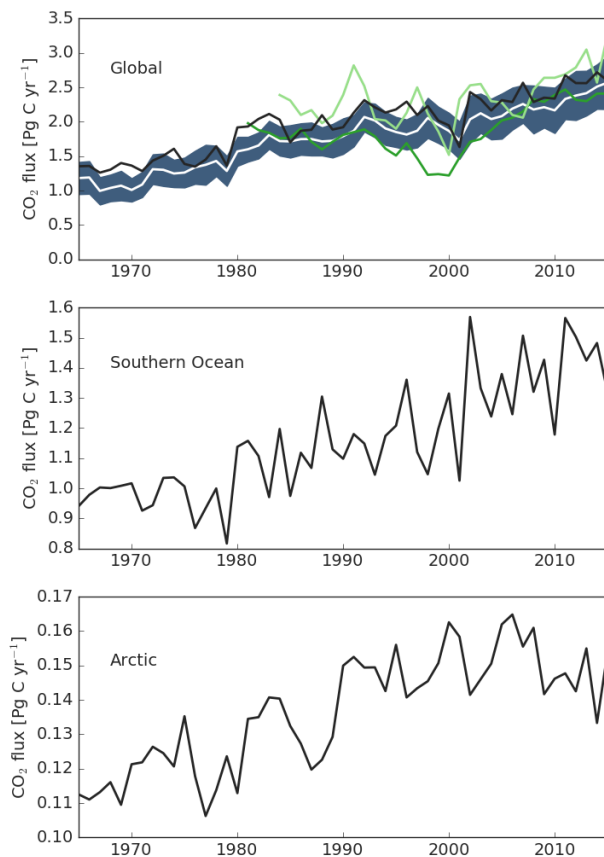 CO₂ flux [Pg C yr⁻¹]
3.5
3.0
2.5
2.0
1.5
1.0
0.5
0.0
Global
1970 1980 1990 2000 2010
CO₂ flux [Pg C yr⁻¹]
1.6
1.5
1.4
1.3
1.2
1.1
1.0
0.9
0.8
Southern Ocean
1970 1980 1990 2000 2010
CO₂ flux [Pg C yr⁻¹]
0.17
0.16
0.15
0.14
0.13
0.12
0.11
0.10
Arctic
1970 1980 1990 2000 2010